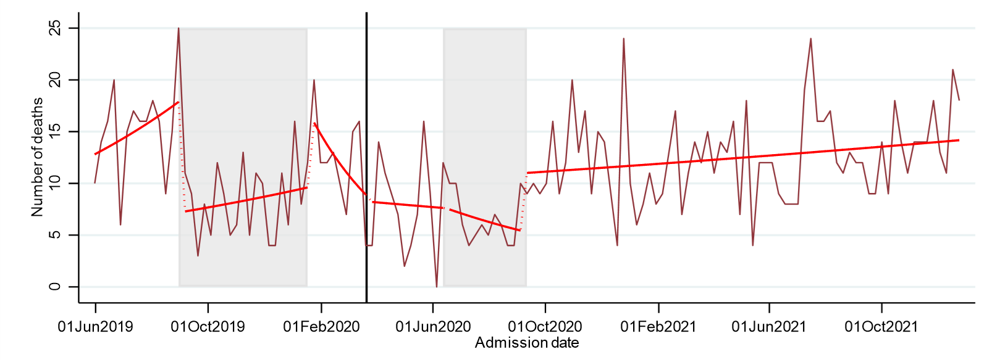 Number of deaths
25
20
15
10
5
0
01Jun2019 01Oct2019 01Feb2020 01Jun2020 01Oct2020 01Feb2021 01Jun2021 01Oct2021
Admission date